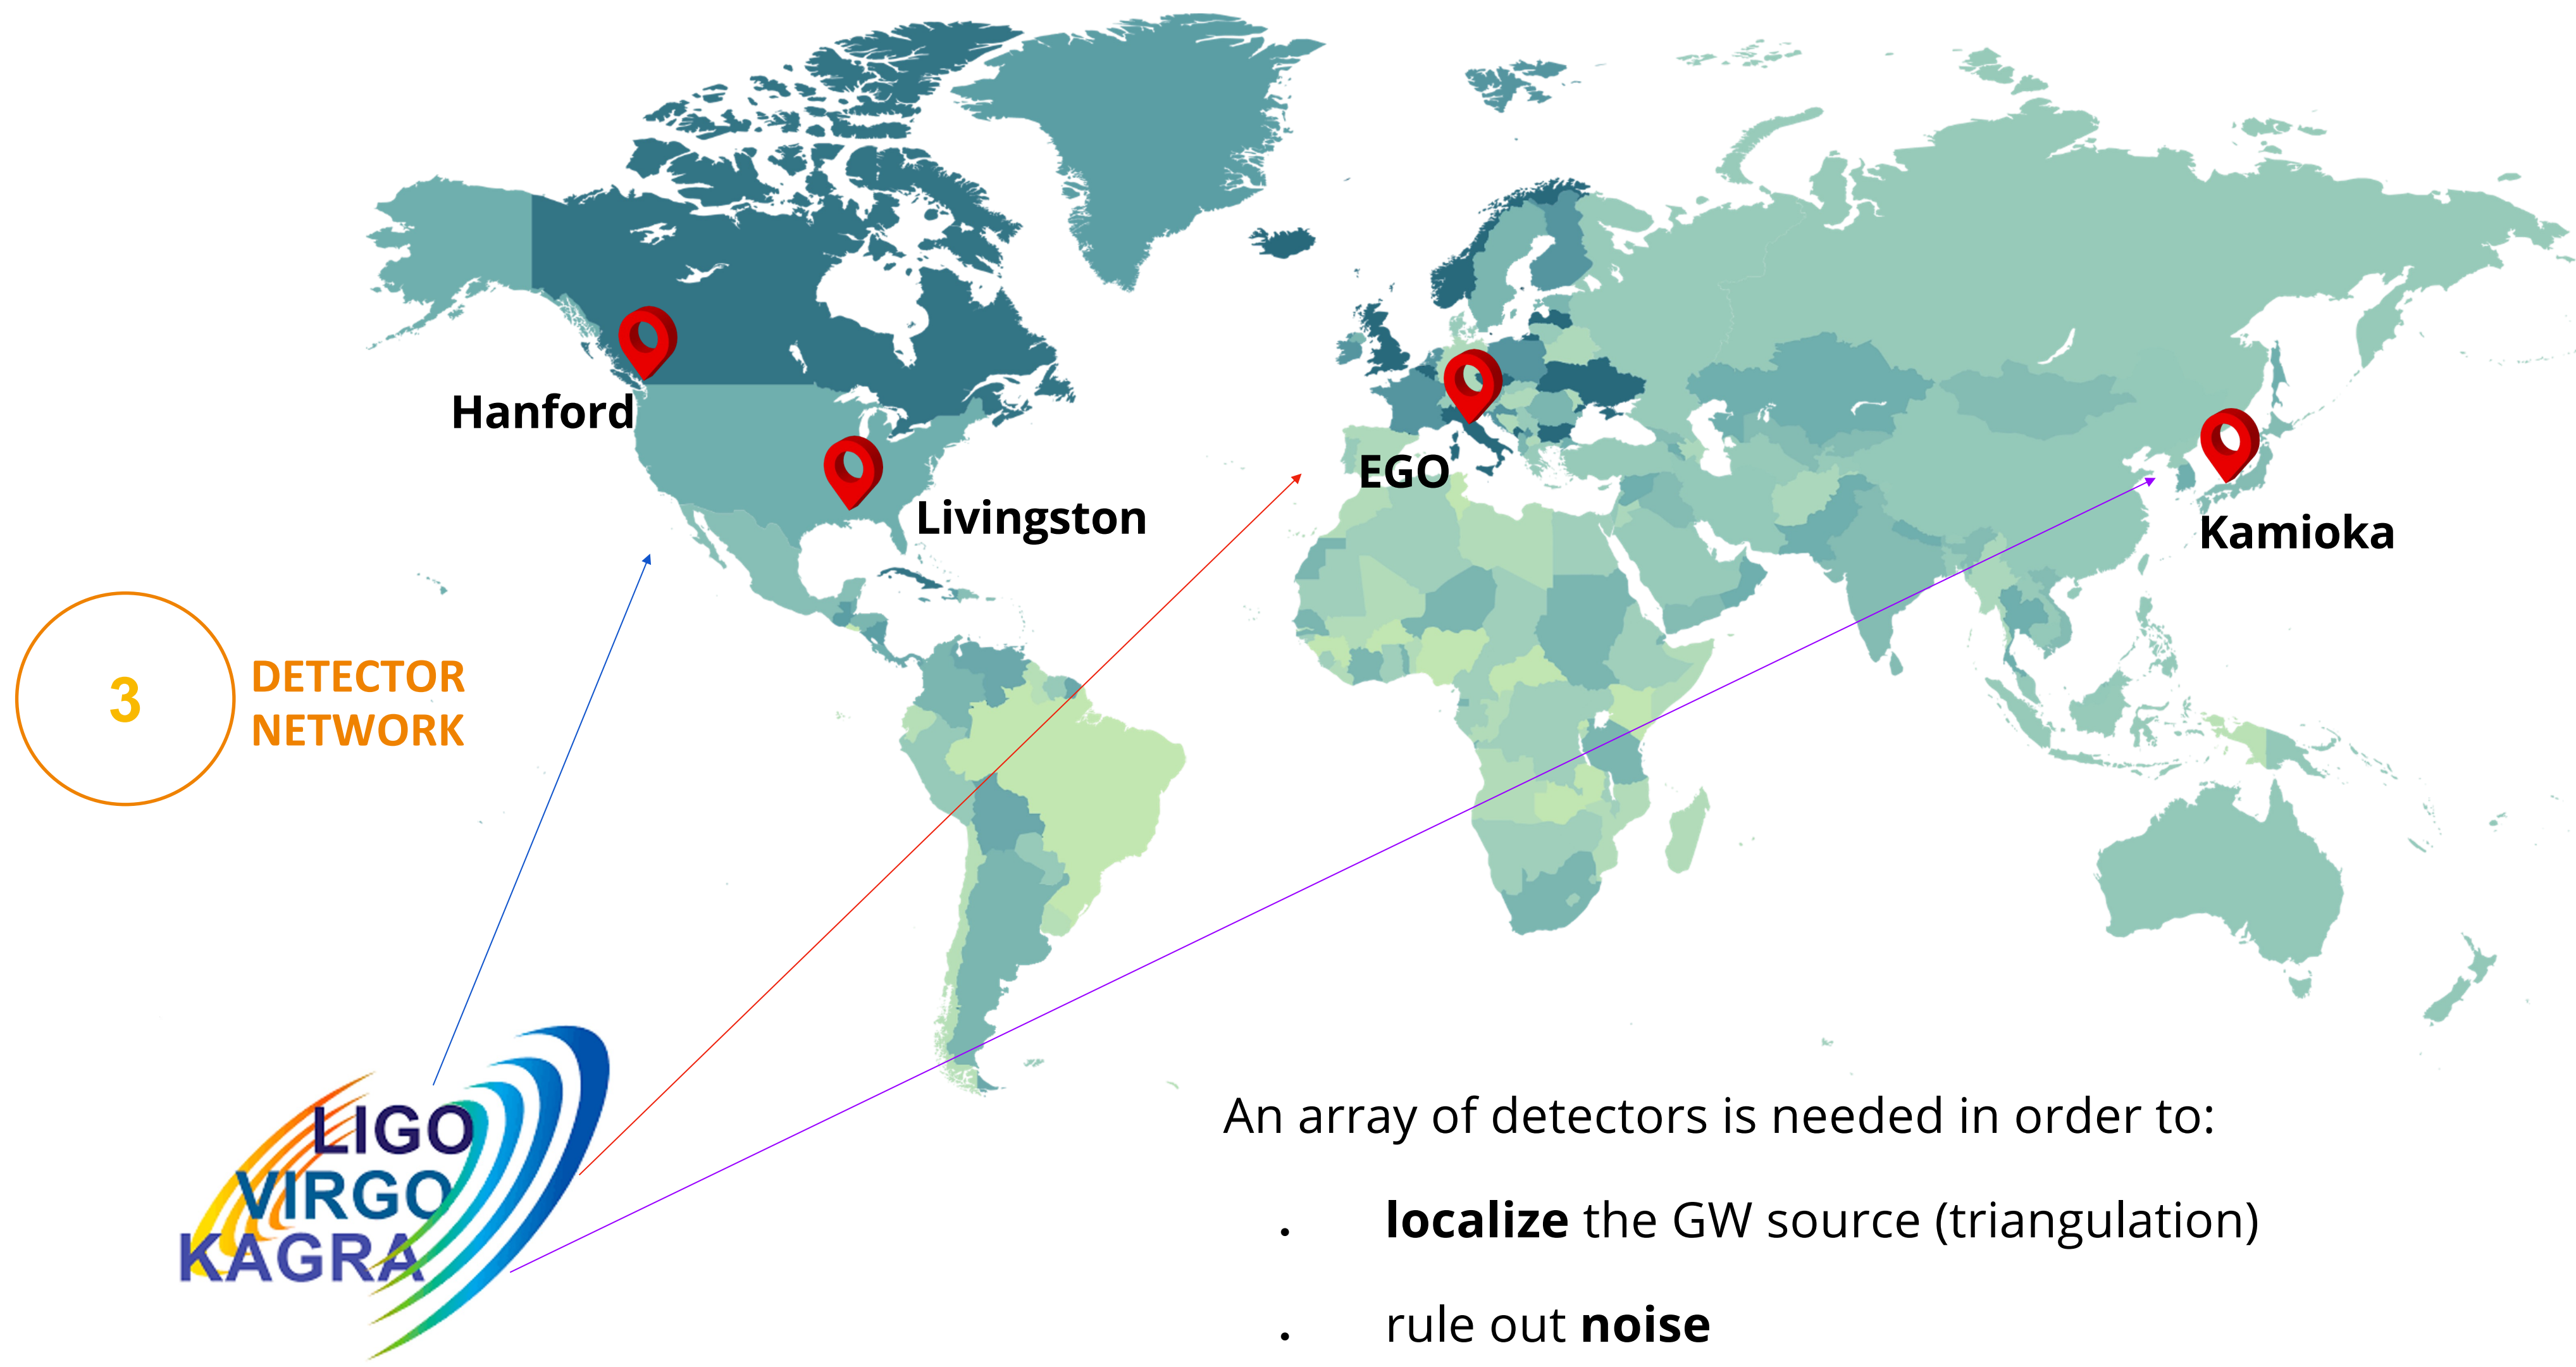 Hanford
EGO
Livingston
Kamioka
3
DETECTOR
NETWORK
LIGO
VIRGO
KAGRA
An array of detectors is needed in order to:
. localize the GW source (triangulation)
. rule out noise